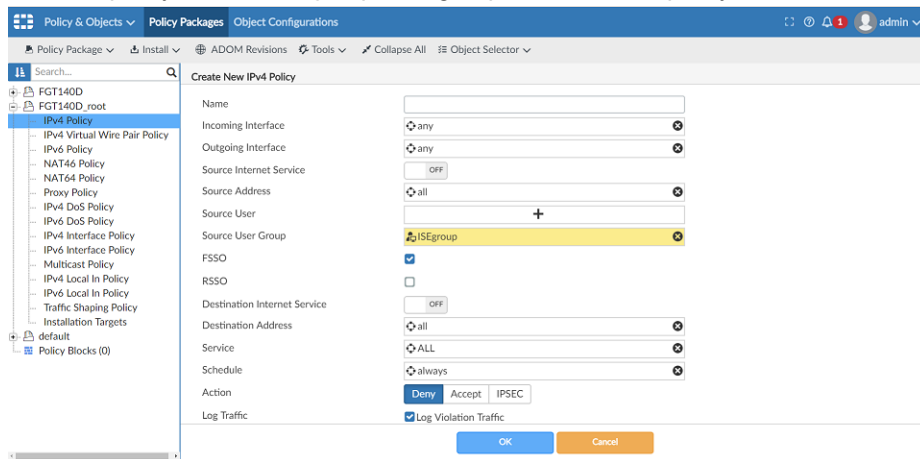 Policy & Objects Policy Packages Object Configurations 1 admin
Policy Package Install ADOM Revisions Tools Collapse All Object Selector
Search...
FGT140D
FGT140D_root
IPv4 Policy
IPv4 Virtual Wire Pair Policy
IPv6 Policy
NAT46 Policy
NAT64 Policy
Proxy Policy
IPv4 DoS Policy
IPv6 DoS Policy
IPv4 Interface Policy
IPv6 Interface Policy
Multicast Policy
IPv4 Local In Policy
IPv6 Local In Policy
Traffic Shaping Policy
Installation Targets
default
Policy Blocks (0)
Create New IPv4 Policy
Name
Incoming Interface any
Outgoing Interface any
Source Internet Service OFF
Source Address all
Source User +
Source User Group ISEgroup
FSSO
RSSO
Destination Internet Service OFF
Destination Address all
Service ALL
Schedule always
Action Deny Accept IPSEC
Log Traffic Log Violation Traffic
OK Cancel